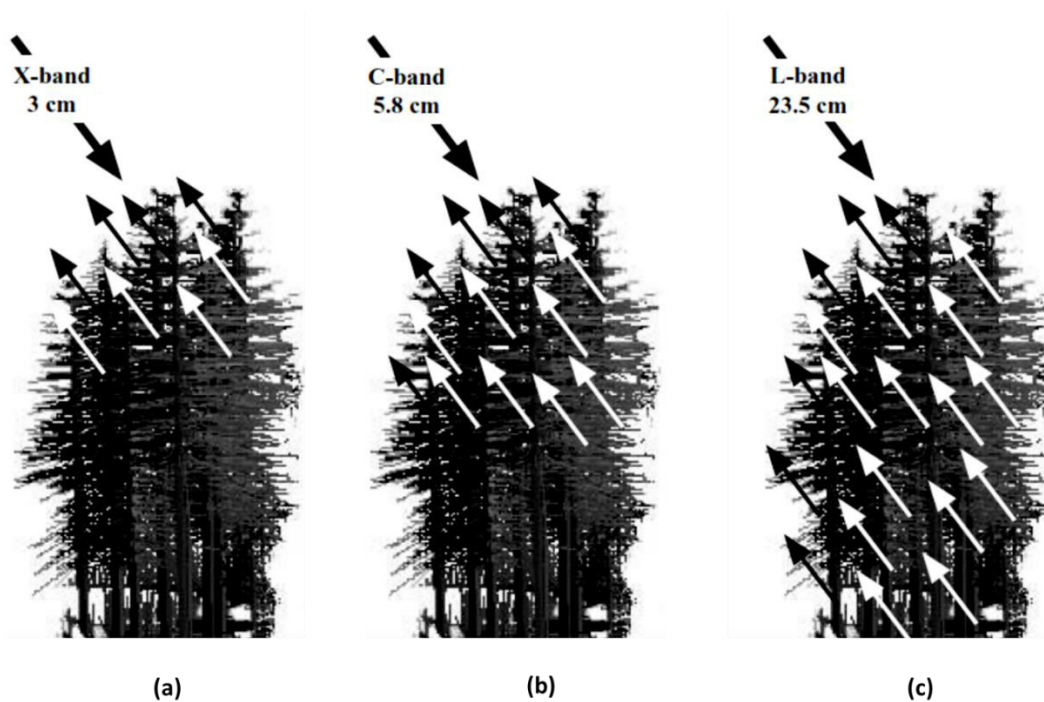 X-band
3 cm
C-band
5.8 cm
L-band
23.5 cm
(a)
(b)
(c)